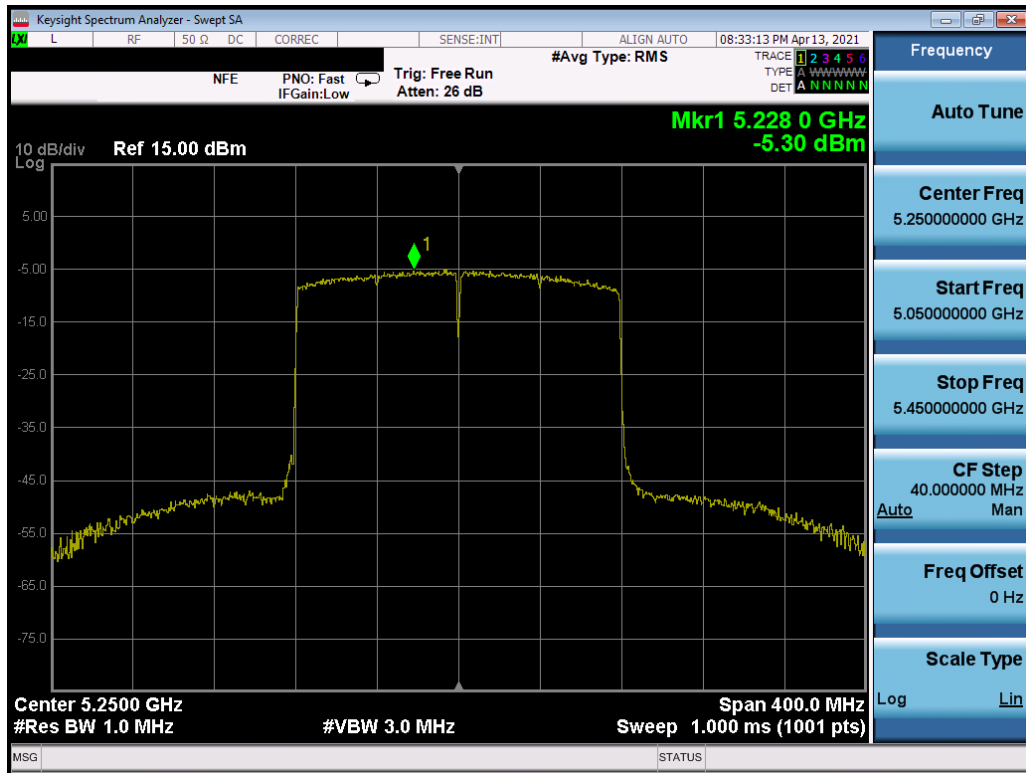 Keysight Spectrum Analyzer - Swept SA
LXI L RF 50 Ω DC CORREC SENSE:INT ALIGN AUTO 08:33:13 PM Apr 13, 2021
NFE PNO: Fast Trig: Free Run #Avg Type: RMS TRACE 1 2 3 4 5 6
IFGain:Low Atten: 26 dB TYPE A WWWWW
DET A N N N N N
Mkr1 5.228 0 GHz
-5.30 dBm
10 dB/div Ref 15.00 dBm
Log
5.00
1
-5.00
-15.0
-25.0
-35.0
-45.0
-55.0
-65.0
-75.0
Center 5.2500 GHz Span 400.0 MHz
#Res BW 1.0 MHz #VBW 3.0 MHz Sweep 1.000 ms (1001 pts)
MSG STATUS
Frequency
Auto Tune
Center Freq
5.250000000 GHz
Start Freq
5.050000000 GHz
Stop Freq
5.450000000 GHz
CF Step
40.000000 MHz
Auto Man
Freq Offset
0 Hz
Scale Type
Log Lin